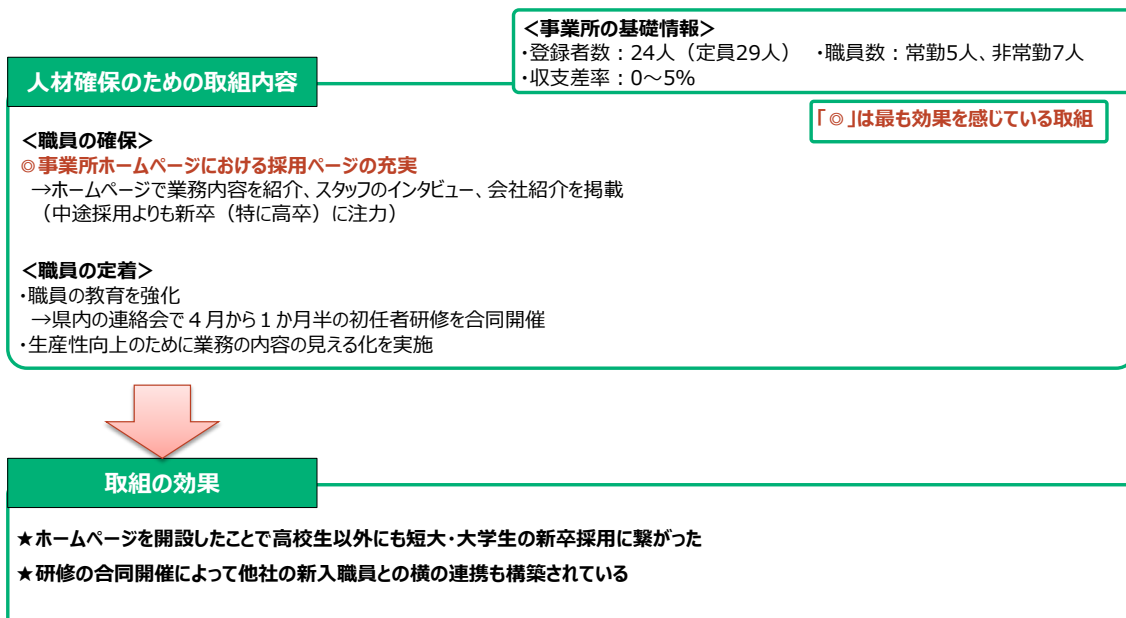 ＜事業所の基礎情報＞
・登録者数：24人（定員29人）　・職員数：常勤5人、非常勤7人
・収支差率：0～5%
人材確保のための取組内容
「◎」は最も効果を感じている取組
＜職員の確保＞
◎事業所ホームページにおける採用ページの充実
→ホームページで業務内容を紹介、スタッフのインタビュー、会社紹介を掲載
（中途採用よりも新卒（特に高卒）に注力）
＜職員の定着＞
・職員の教育を強化
→県内の連絡会で４月から１か月半の初任者研修を合同開催
・生産性向上のために業務の内容の見える化を実施
取組の効果
★ホームページを開設したことで高校生以外にも短大・大学生の新卒採用に繋がった
★研修の合同開催によって他社の新入職員との横の連携も構築されている